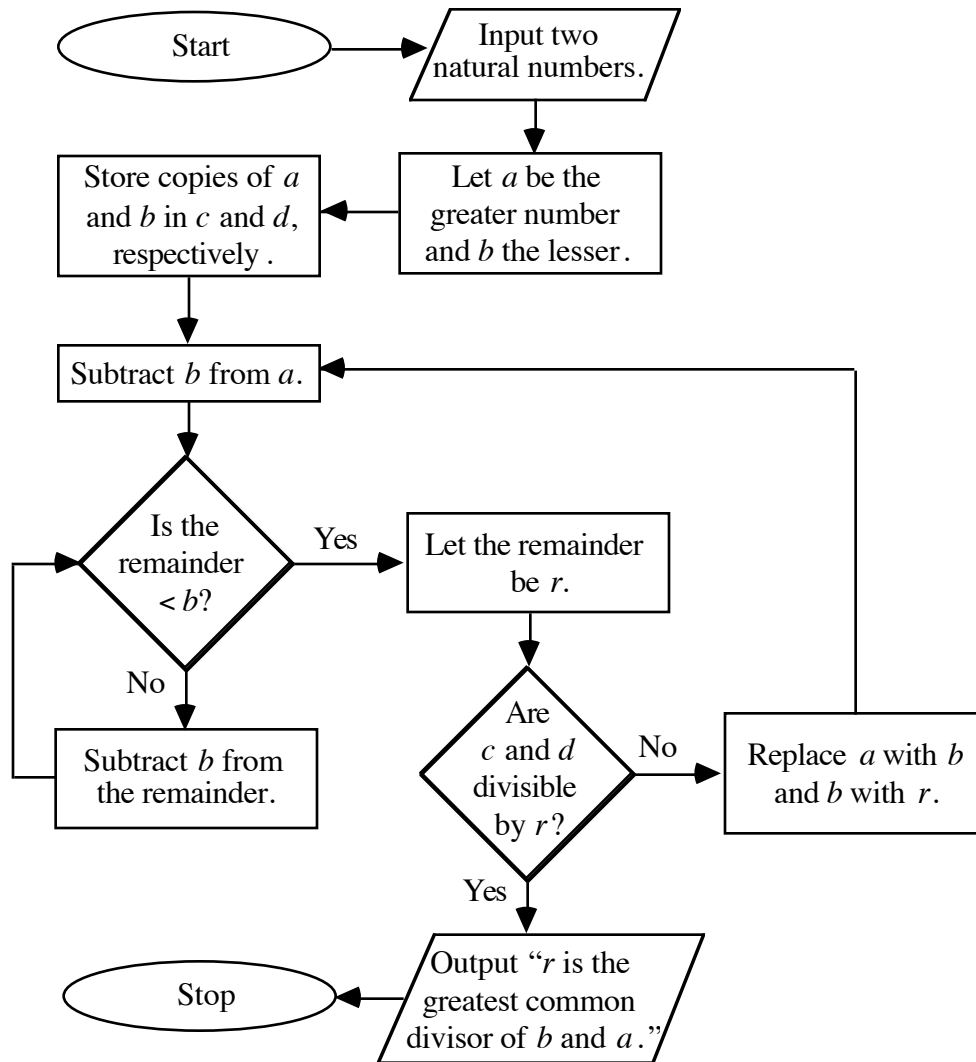 Start
Input two
natural numbers.
Let a be the
greater number
and b the lesser.
Store copies of a
and b in c and d,
respectively.
Subtract b from a.
Is the
remainder
< b?
Yes
No
Subtract b from
the remainder.
Let the remainder
be r.
Are
c and d
divisible
by r?
No
Yes
Replace a with b
and b with r.
Output “r is the
greatest common
divisor of b and a.”
Stop